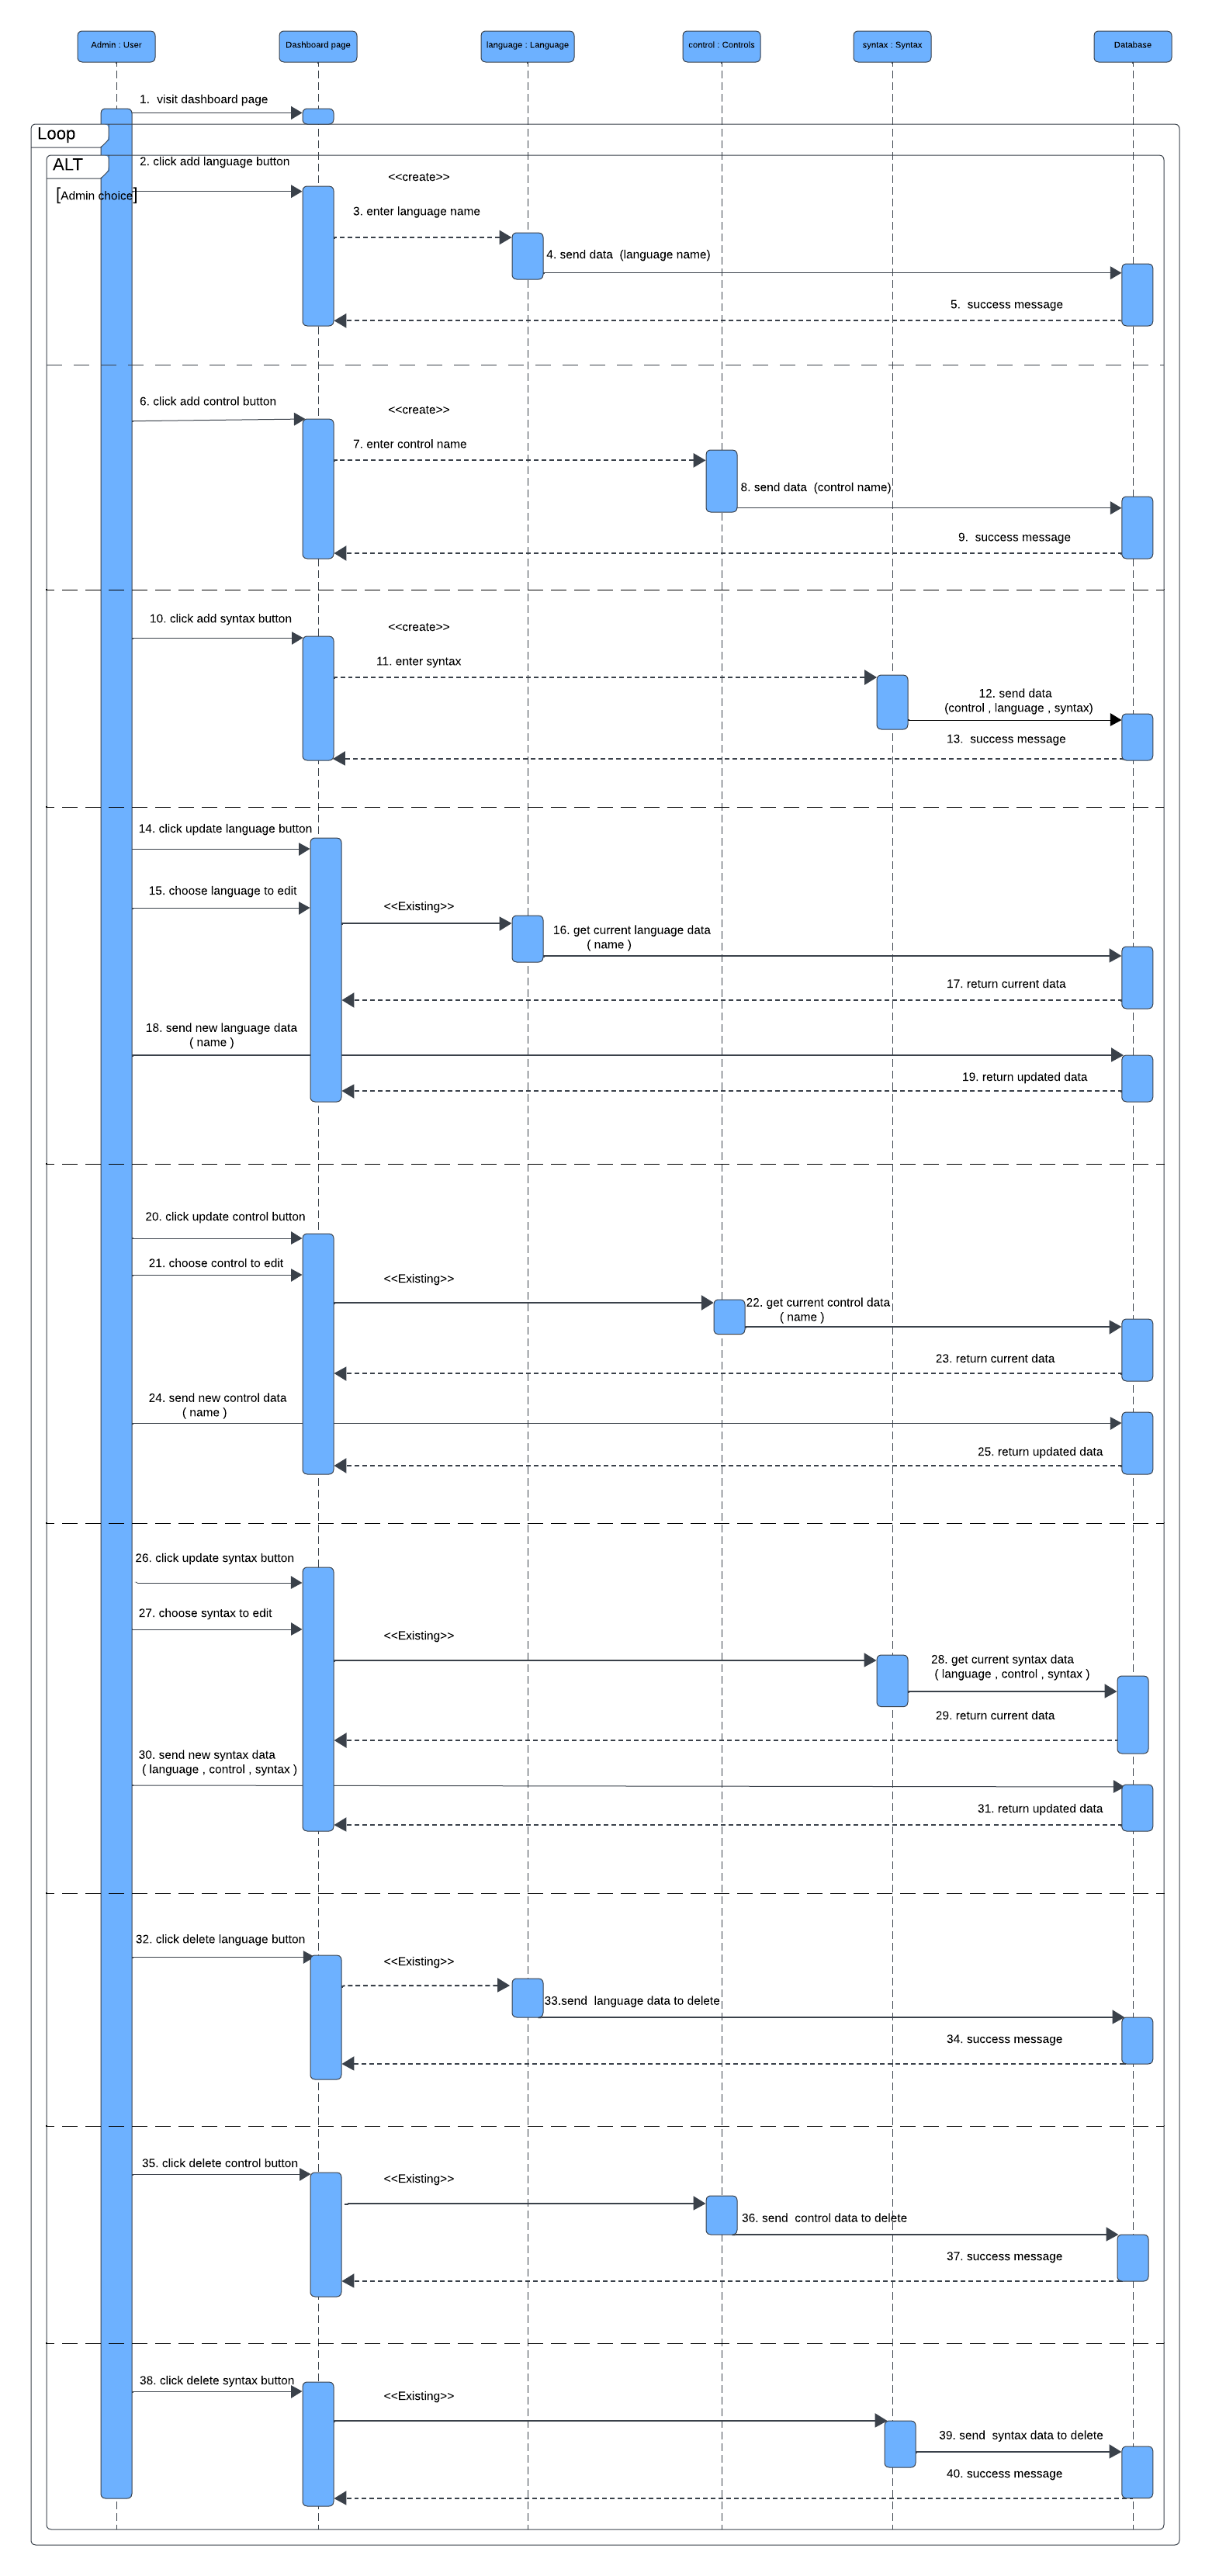 Admin : User
Dashboard page
language : Language
control : Controls
syntax : Syntax
Database
1.  visit dashboard page
Loop
ALT
2. click add language button
<<create>>
[Admin choice]
3. enter language name
4. send data  (language name)
5.  success message
6. click add control button
<<create>>
7. enter control name
8. send data  (control name)
9.  success message
10. click add syntax button
<<create>>
11. enter syntax
12. send data
(control , language , syntax)
13.  success message
14. click update language button
15. choose language to edit
<<Existing>>
16. get current language data
( name )
17. return current data
18. send new language data
( name )
19. return updated data
20. click update control button
21. choose control to edit
<<Existing>>
22. get current control data
( name )
23. return current data
24. send new control data
( name )
25. return updated data
26. click update syntax button
27. choose syntax to edit
<<Existing>>
28. get current syntax data
( language , control , syntax )
29. return current data
30. send new syntax data
( language , control , syntax )
31. return updated data
32. click delete language button
<<Existing>>
33.send  language data to delete
34. success message
35. click delete control button
<<Existing>>
36. send  control data to delete
37. success message
38. click delete syntax button
<<Existing>>
39. send  syntax data to delete
40. success message